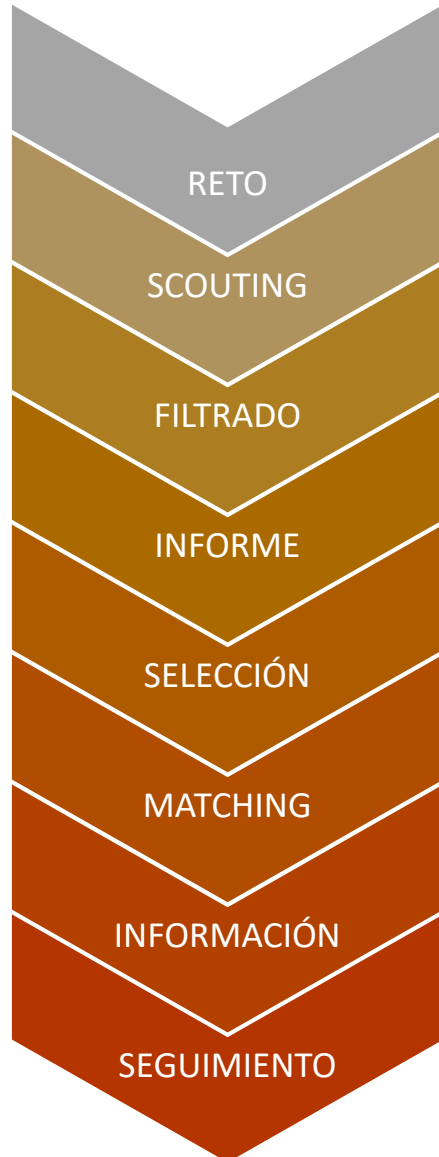 RETO
SCOUTING
FILTRADO
INFORME
SELECCIÓN
MATCHING
INFORMACIÓN
SEGUIMIENTO